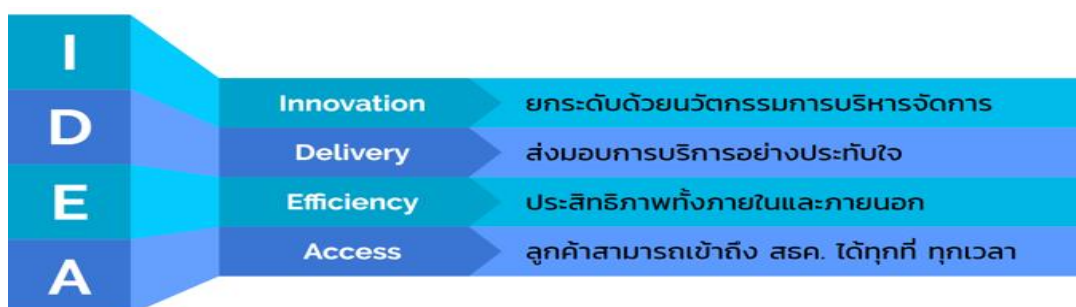 I
D
E
A
Innovation ยกระดับด้วยนวัตกรรมการบริหารจัดการ
Delivery ส่งมอบการบริการอย่างประทับใจ
Efficiency ประสิทธิภาพทั้งภายในและภายนอก
Access ลูกค้าสามารถเข้าถึง สธค. ได้ทุกที่ ทุกเวลา